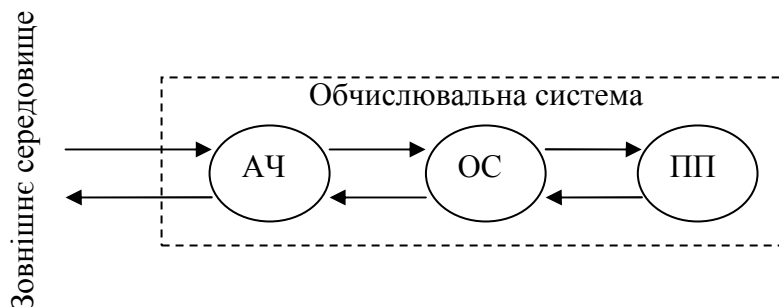 Зовнішнє середовище
Обчислювальна система
АЧ
ОС
ПП